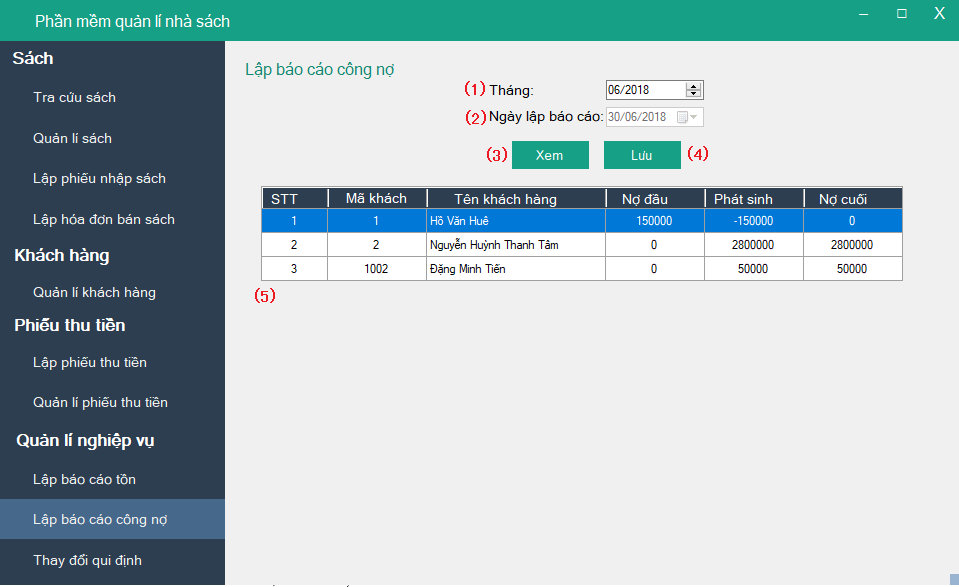 Phần mềm quản lí nhà sách
X
Sách
Tra cứu sách
Quản lí sách
Lập phiếu nhập sách
Lập hóa đơn bán sách
Khách hàng
Quản lí khách hàng
Phiếu thu tiền
Lập phiếu thu tiền
Quản lí phiếu thu tiền
Quản lí nghiệp vụ
Lập báo cáo tồn
Lập báo cáo công nợ
Thay đổi qui định
Lập báo cáo công nợ
(1) Tháng: 06/2018
(2) Ngày lập báo cáo: 30/06/2018
(3) Xem Lưu (4)
STT Mã khách Tên khách hàng Nợ đầu Phát sinh Nợ cuối
1 1 Hồ Văn Huê 150000 -150000 0
2 2 Nguyễn Huỳnh Thanh Tâm 0 2800000 2800000
3 1002 Đặng Minh Tiến 0 50000 50000
(5)